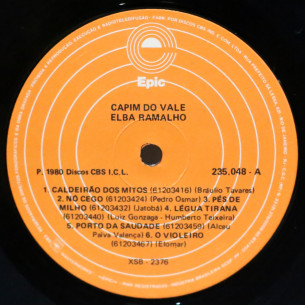 Epic
CAPIM DO VALE
ELBA RAMALHO
P. 1980 Discos CBS I.C.L. 235.048 - A
1. CALDEIRÃO DOS MITOS (61203416) (Bráulio Tavares)
2. NÓ CEGO (61203424) (Pedro Osmar) 3. PÉS DE
MILHO (61203432) (Jatobá) 4. LÉGUA TIRANA
(61203440) (Luiz Gonzaga - Humberto Teixeira)
5. PORTO DA SAUDADE (61203459) (Alceu
Paiva Valença) 6. O VIOLEIRO
(61203467) (Elomar)
XSB - 2376